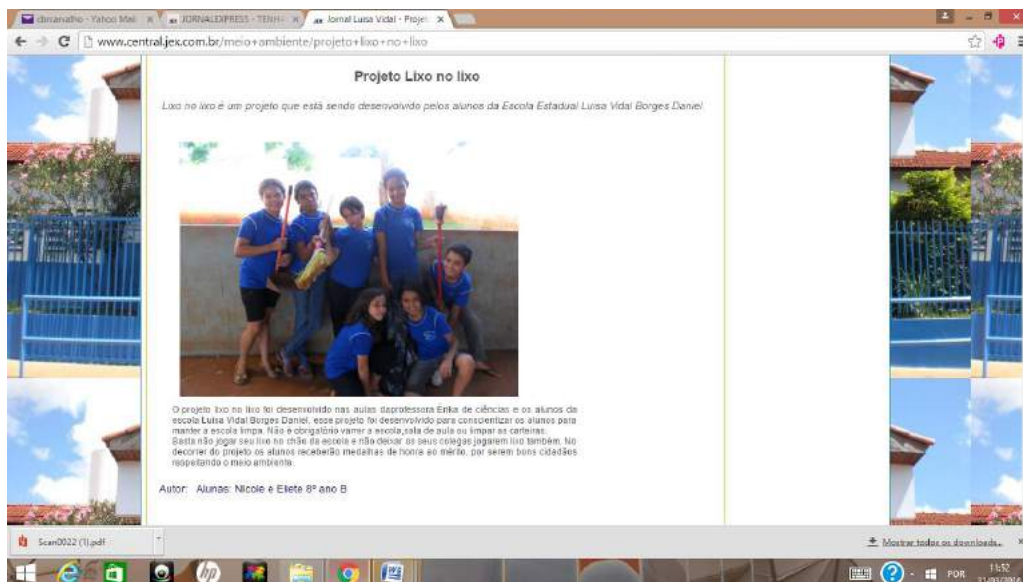 cbrcarvalho - Yahoo Mail
JORNALEXPRESS - TENHA
Jornal Luisa Vidal - Projet
www.central.jex.com.br/meio+ambiente/projeto+lixo+no+lixo
Projeto Lixo no lixo
Lixo no lixo é um projeto que está sendo desenvolvido pelos alunos da Escola Estadual Luisa Vidal Borges Daniel
O projeto lixo no lixo foi desenvolvido nas aulas daprofessora Erika de ciências e os alunos da
escola Luisa Vidal Borges Daniel, esse projeto foi desenvolvido para conscientizar os alunos para
manter a escola limpa. Não é obrigatório varrer a escola,sala de aula ou limpar as carteiras.
Basta não jogar seu lixo no chão da escola e não deixar os seus colegas jogarem lixo também. No
decorrer do projeto os alunos receberão medalhas de honra ao mérito, por serem bons cidadãos
respeitando o meio ambiente.
Autor: Alunas: Nicole e Eliete 8º ano B
Scan0022 (1).pdf
Mostrar todos os downloads...
hp
POR
11:52